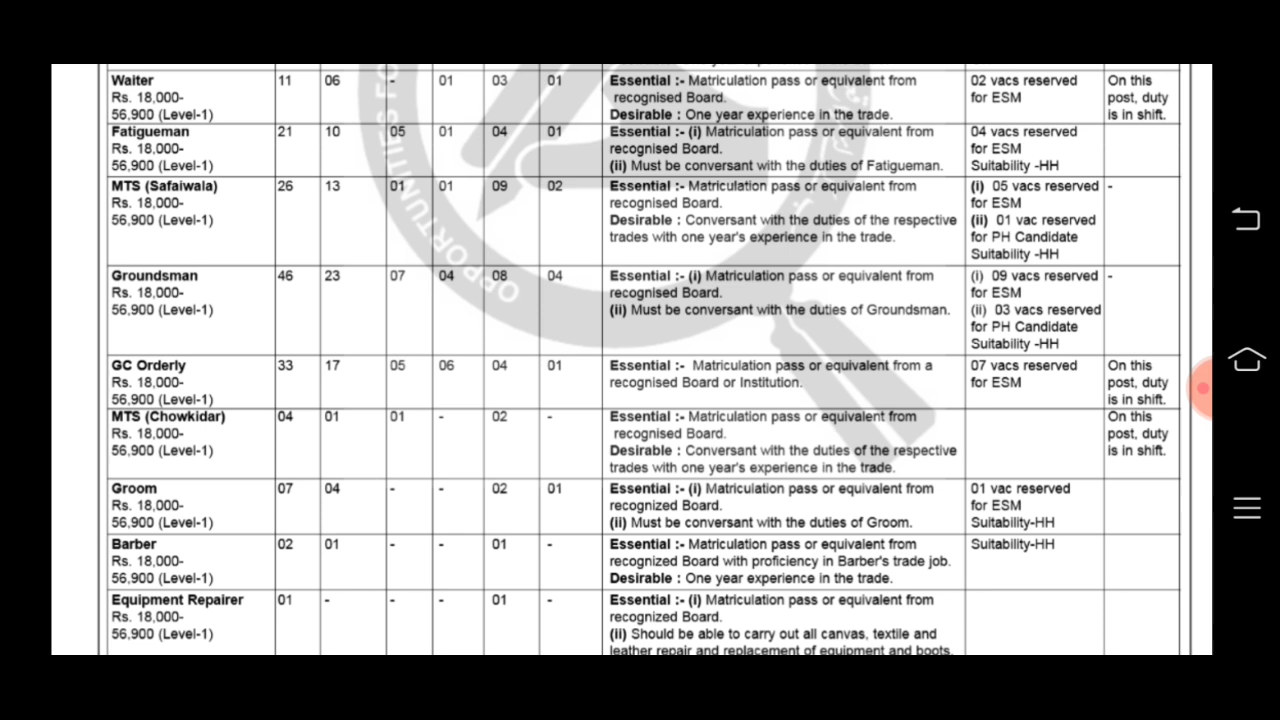 Waiter 11 06 - 01 03 01 Essential :- Matriculation pass or equivalent from 02 vacs reserved On this
Rs. 18,000- recognised Board. for ESM post, duty
56,900 (Level-1) Desirable : One year experience in the trade. is in shift.
Fatigueman 21 10 05 01 04 01 Essential :- (i) Matriculation pass or equivalent from 04 vacs reserved
Rs. 18,000- recognised Board. for ESM
56,900 (Level-1) (ii) Must be conversant with the duties of Fatigueman. Suitability -HH
MTS (Safaiwala) 26 13 01 01 09 02 Essential :- Matriculation pass or equivalent from (i) 05 vacs reserved -
Rs. 18,000- recognised Board. for ESM
56,900 (Level-1) Desirable : Conversant with the duties of the respective (ii) 01 vac reserved
trades with one year's experience in the trade. for PH Candidate
Suitability -HH
Groundsman 46 23 07 04 08 04 Essential :- (i) Matriculation pass or equivalent from (i) 09 vacs reserved -
Rs. 18,000- recognised Board. for ESM
56,900 (Level-1) (ii) Must be conversant with the duties of Groundsman. (ii) 03 vacs reserved
for PH Candidate
Suitability -HH
GC Orderly 33 17 05 06 04 01 Essential :- Matriculation pass or equivalent from a 07 vacs reserved On this
Rs. 18,000- recognised Board or Institution. for ESM post, duty
56,900 (Level-1) is in shift.
MTS (Chowkidar) 04 01 01 - 02 - Essential :- Matriculation pass or equivalent from On this
Rs. 18,000- recognised Board. post, duty
56,900 (Level-1) Desirable : Conversant with the duties of the respective is in shift.
trades with one year's experience in the trade.
Groom 07 04 - - 02 01 Essential :- (i) Matriculation pass or equivalent from 01 vac reserved
Rs. 18,000- recognized Board. for ESM
56,900 (Level-1) (ii) Must be conversant with the duties of Groom. Suitability-HH
Barber 02 01 - - 01 - Essential :- Matriculation pass or equivalent from Suitability-HH
Rs. 18,000- recognized Board with proficiency in Barber's trade job.
56,900 (Level-1) Desirable : One year experience in the trade.
Equipment Repairer 01 - - - 01 - Essential :- (i) Matriculation pass or equivalent from
Rs. 18,000- recognized Board.
56,900 (Level-1) (ii) Should be able to carry out all canvas, textile and
leather repair and replacement of equipment and boots.
OPPORTUNITIES